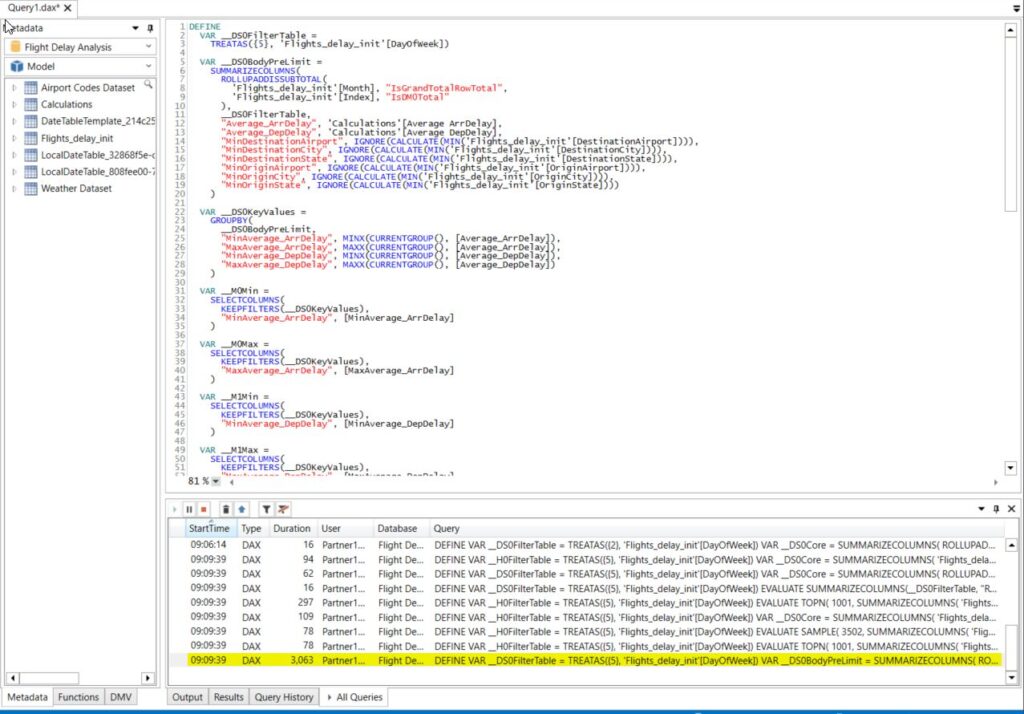 Query1.dax*
Metadata
Flight Delay Analysis
Model
Airport Codes Dataset
Calculations
DateTableTemplate_214c25
Flights_delay_init
LocalDateTable_32868f5e-c
LocalDateTable_808fee00-7
Weather Dataset
Metadata Functions DMV
1 DEFINE
2 VAR __DS0FilterTable =
3 TREATAS({5}, 'Flights_delay_init'[DayOfWeek])
4
5 VAR __DS0BodyPreLimit =
6 SUMMARIZECOLUMNS(
7 ROLLUPADDISSUBTOTAL(
8 'Flights_delay_init'[Month], "IsGrandTotalRowTotal",
9 'Flights_delay_init'[Index], "IsDM0Total"
10 ),
11 __DS0FilterTable,
12 "Average_ArrDelay", 'Calculations'[Average ArrDelay],
13 "Average_DepDelay", 'Calculations'[Average DepDelay],
14 "MinDestinationAirport", IGNORE(CALCULATE(MIN('Flights_delay_init'[DestinationAirport]))),
15 "MinDestinationCity", IGNORE(CALCULATE(MIN('Flights_delay_init'[DestinationCity]))),
16 "MinDestinationState", IGNORE(CALCULATE(MIN('Flights_delay_init'[DestinationState]))),
17 "MinOriginAirport", IGNORE(CALCULATE(MIN('Flights_delay_init'[OriginAirport]))),
18 "MinOriginCity", IGNORE(CALCULATE(MIN('Flights_delay_init'[OriginCity]))),
19 "MinOriginState", IGNORE(CALCULATE(MIN('Flights_delay_init'[OriginState])))
20 )
21
22 VAR __DS0KeyValues =
23 GROUPBY(
24 __DS0BodyPreLimit,
25 "MinAverage_ArrDelay", MINX(CURRENTGROUP(), [Average_ArrDelay]),
26 "MaxAverage_ArrDelay", MAXX(CURRENTGROUP(), [Average_ArrDelay]),
27 "MinAverage_DepDelay", MINX(CURRENTGROUP(), [Average_DepDelay]),
28 "MaxAverage_DepDelay", MAXX(CURRENTGROUP(), [Average_DepDelay])
29 )
30
31 VAR __M0Min =
32 SELECTCOLUMNS(
33 KEEPFILTERS(__DS0KeyValues),
34 "MinAverage_ArrDelay", [MinAverage_ArrDelay]
35 )
36
37 VAR __M0Max =
38 SELECTCOLUMNS(
39 KEEPFILTERS(__DS0KeyValues),
40 "MaxAverage_ArrDelay", [MaxAverage_ArrDelay]
41 )
42
43 VAR __M1Min =
44 SELECTCOLUMNS(
45 KEEPFILTERS(__DS0KeyValues),
46 "MinAverage_DepDelay", [MinAverage_DepDelay]
47 )
48
49 VAR __M1Max =
50 SELECTCOLUMNS(
51 KEEPFILTERS(__DS0KeyValues),
81 %
StartTime Type Duration User Database Query
09:06:14 DAX 16 Partner1... Flight De... DEFINE VAR __DS0FilterTable = TREATAS({2}, 'Flights_delay_init'[DayOfWeek]) VAR __DS0Core = SUMMARIZECOLUMNS( ROLLUPAD...
09:09:39 DAX 94 Partner1... Flight De... DEFINE VAR __H0FilterTable = TREATAS({5}, 'Flights_delay_init'[DayOfWeek]) VAR __DS0Core = SUMMARIZECOLUMNS( 'Flights_dela...
09:09:39 DAX 62 Partner1... Flight De... DEFINE VAR __DS0FilterTable = TREATAS({5}, 'Flights_delay_init'[DayOfWeek]) VAR __DS0Core = SUMMARIZECOLUMNS( ROLLUPAD...
09:09:39 DAX 16 Partner1... Flight De... DEFINE VAR __DS0FilterTable = TREATAS({5}, 'Flights_delay_init'[DayOfWeek]) EVALUATE SUMMARIZECOLUMNS(__DS0FilterTable, "R...
09:09:39 DAX 297 Partner1... Flight De... DEFINE VAR __H0FilterTable = TREATAS({5}, 'Flights_delay_init'[DayOfWeek]) EVALUATE TOPN( 1001, SUMMARIZECOLUMNS( 'Flights...
09:09:39 DAX 109 Partner1... Flight De... DEFINE VAR __H0FilterTable = TREATAS({5}, 'Flights_delay_init'[DayOfWeek]) VAR __DS0Core = SUMMARIZECOLUMNS( 'Flights_dela...
09:09:39 DAX 78 Partner1... Flight De... DEFINE VAR __H0FilterTable = TREATAS({5}, 'Flights_delay_init'[DayOfWeek]) EVALUATE SAMPLE( 3502, SUMMARIZECOLUMNS( 'Flig...
09:09:39 DAX 78 Partner1... Flight De... DEFINE VAR __H0FilterTable = TREATAS({5}, 'Flights_delay_init'[DayOfWeek]) EVALUATE TOPN( 1001, SUMMARIZECOLUMNS( 'Flights...
09:09:39 DAX 3,063 Partner1... Flight De... DEFINE VAR __DS0FilterTable = TREATAS({5}, 'Flights_delay_init'[DayOfWeek]) VAR __DS0BodyPreLimit = SUMMARIZECOLUMNS( RO...
Output Results Query History All Queries